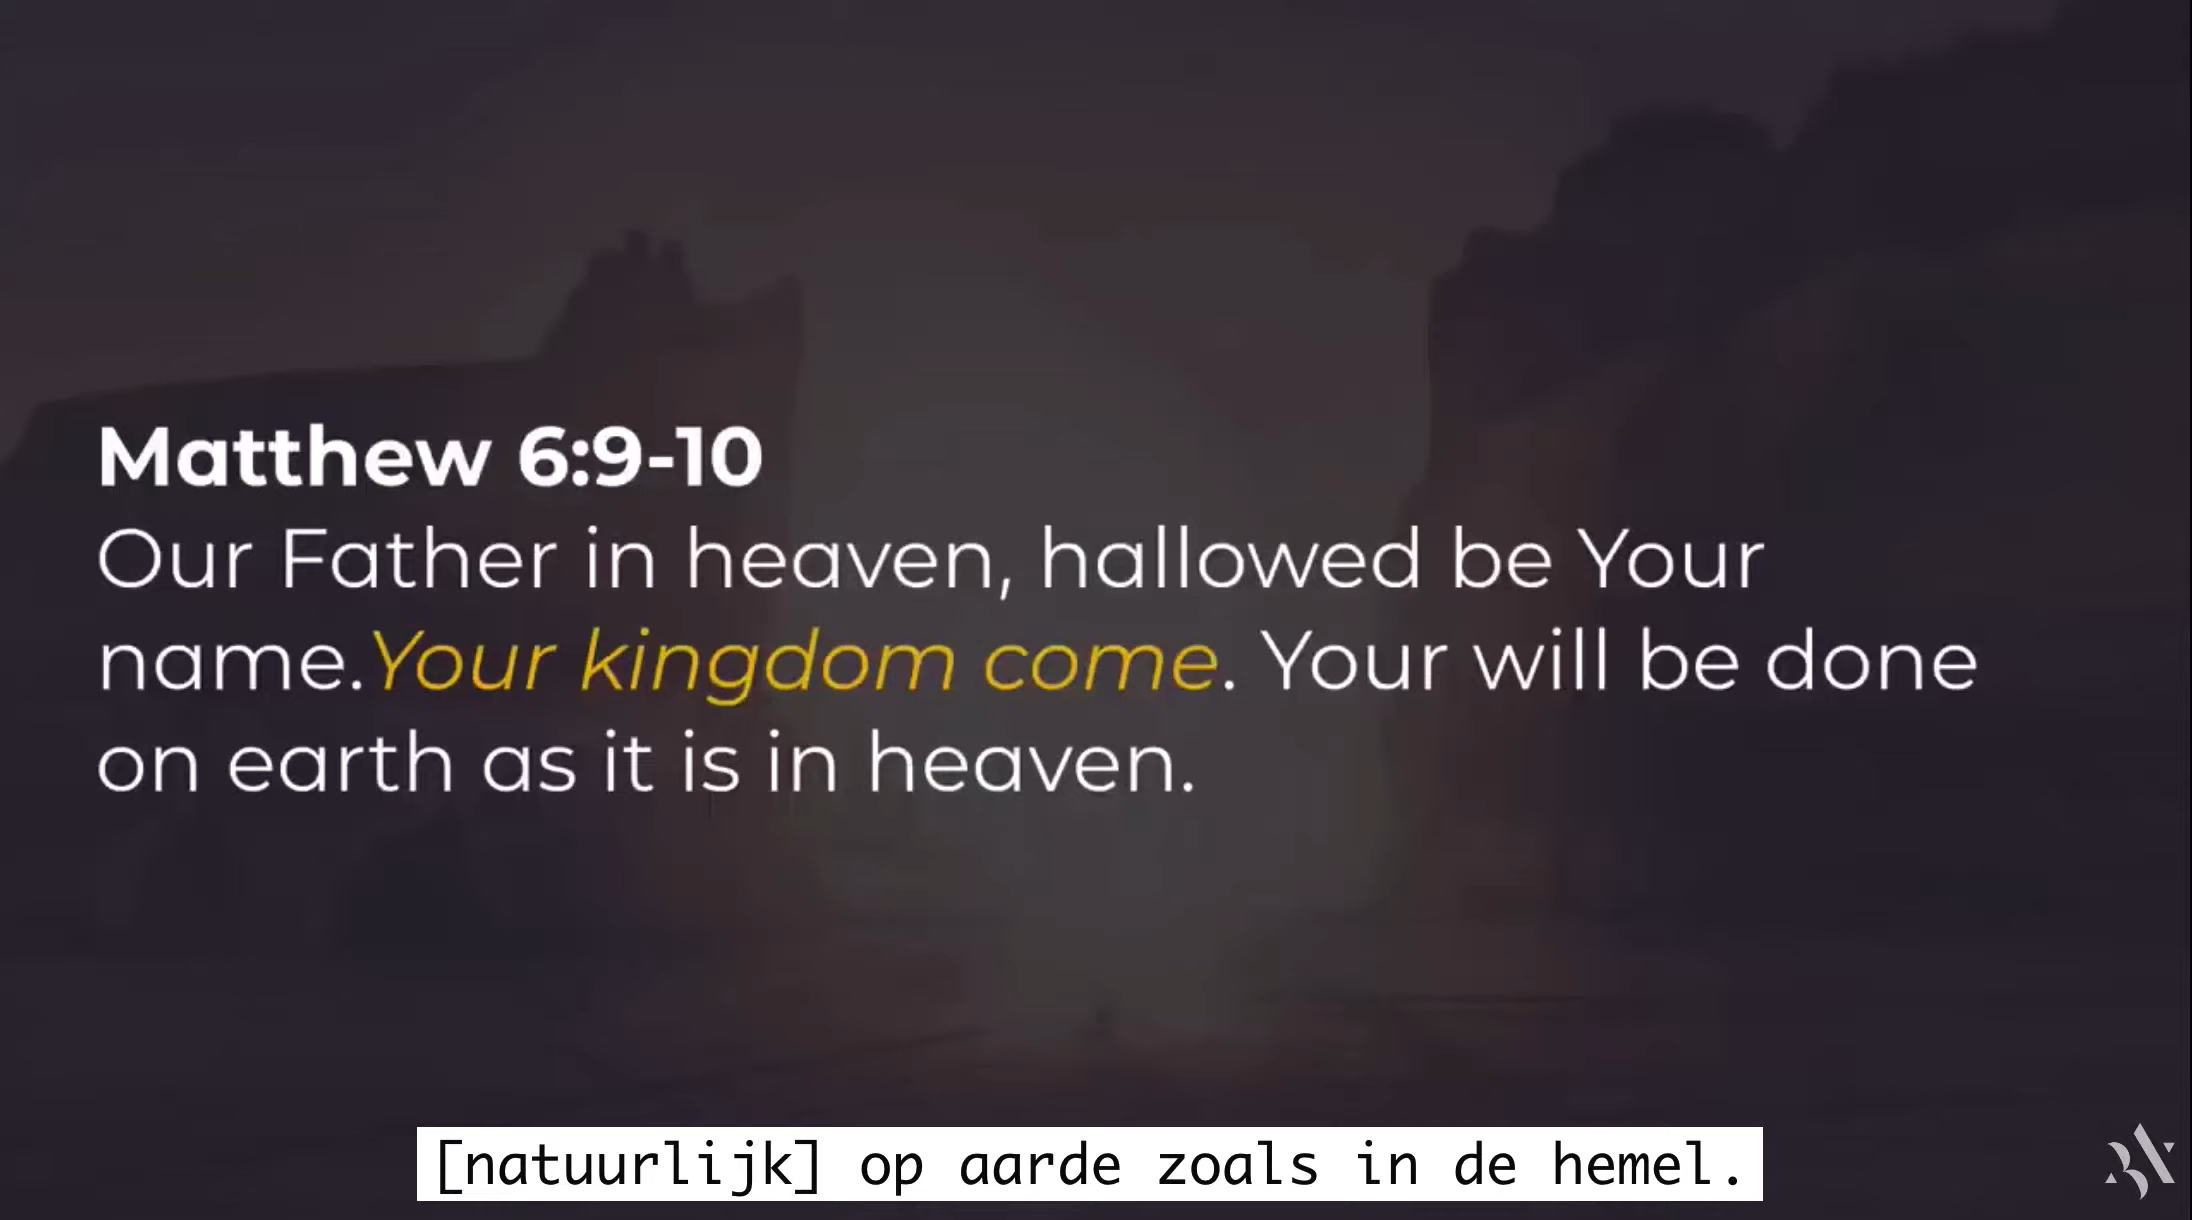 Matthew 6:9-10
Our Father in heaven, hallowed be Your
name.Your kingdom come. Your will be done
on earth as it is in heaven.
[natuurlijk] op aarde zoals in de hemel.